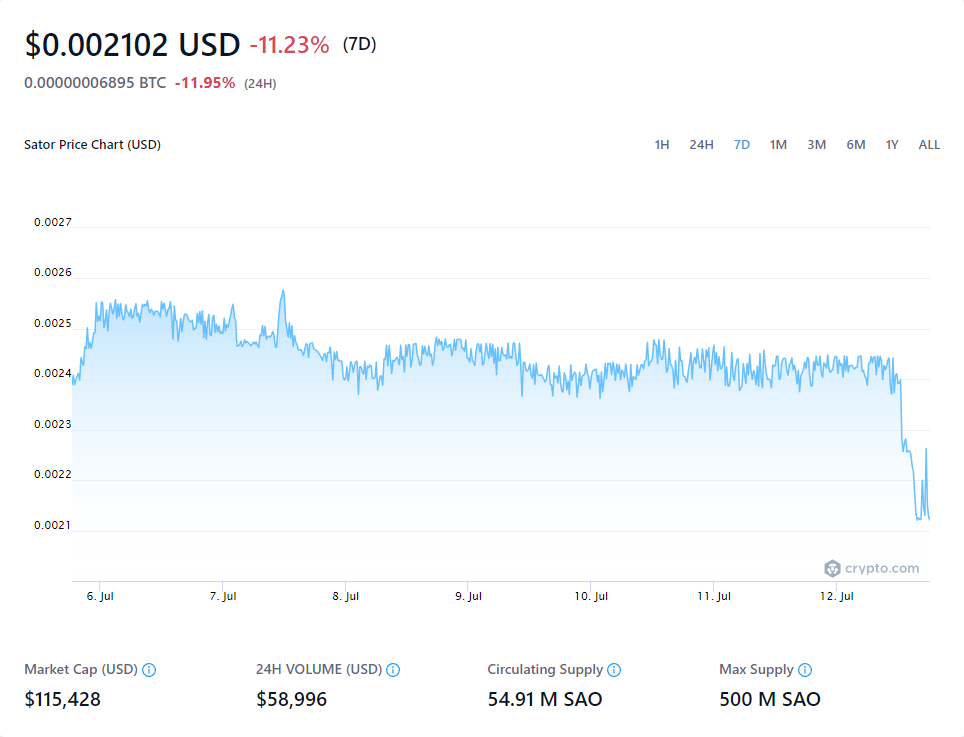 $0.002102 USD -11.23% (7D)
0.00000006895 BTC -11.95% (24H)
Sator Price Chart (USD) 1H 24H 7D 1M 3M 6M 1Y ALL
0.0027
0.0026
0.0025
0.0024
0.0023
0.0022
0.0021
crypto.com
6. Jul 7. Jul 8. Jul 9. Jul 10. Jul 11. Jul 12. Jul
Market Cap (USD) 24H VOLUME (USD) Circulating Supply Max Supply
$115,428 $58,996 54.91 M SAO 500 M SAO